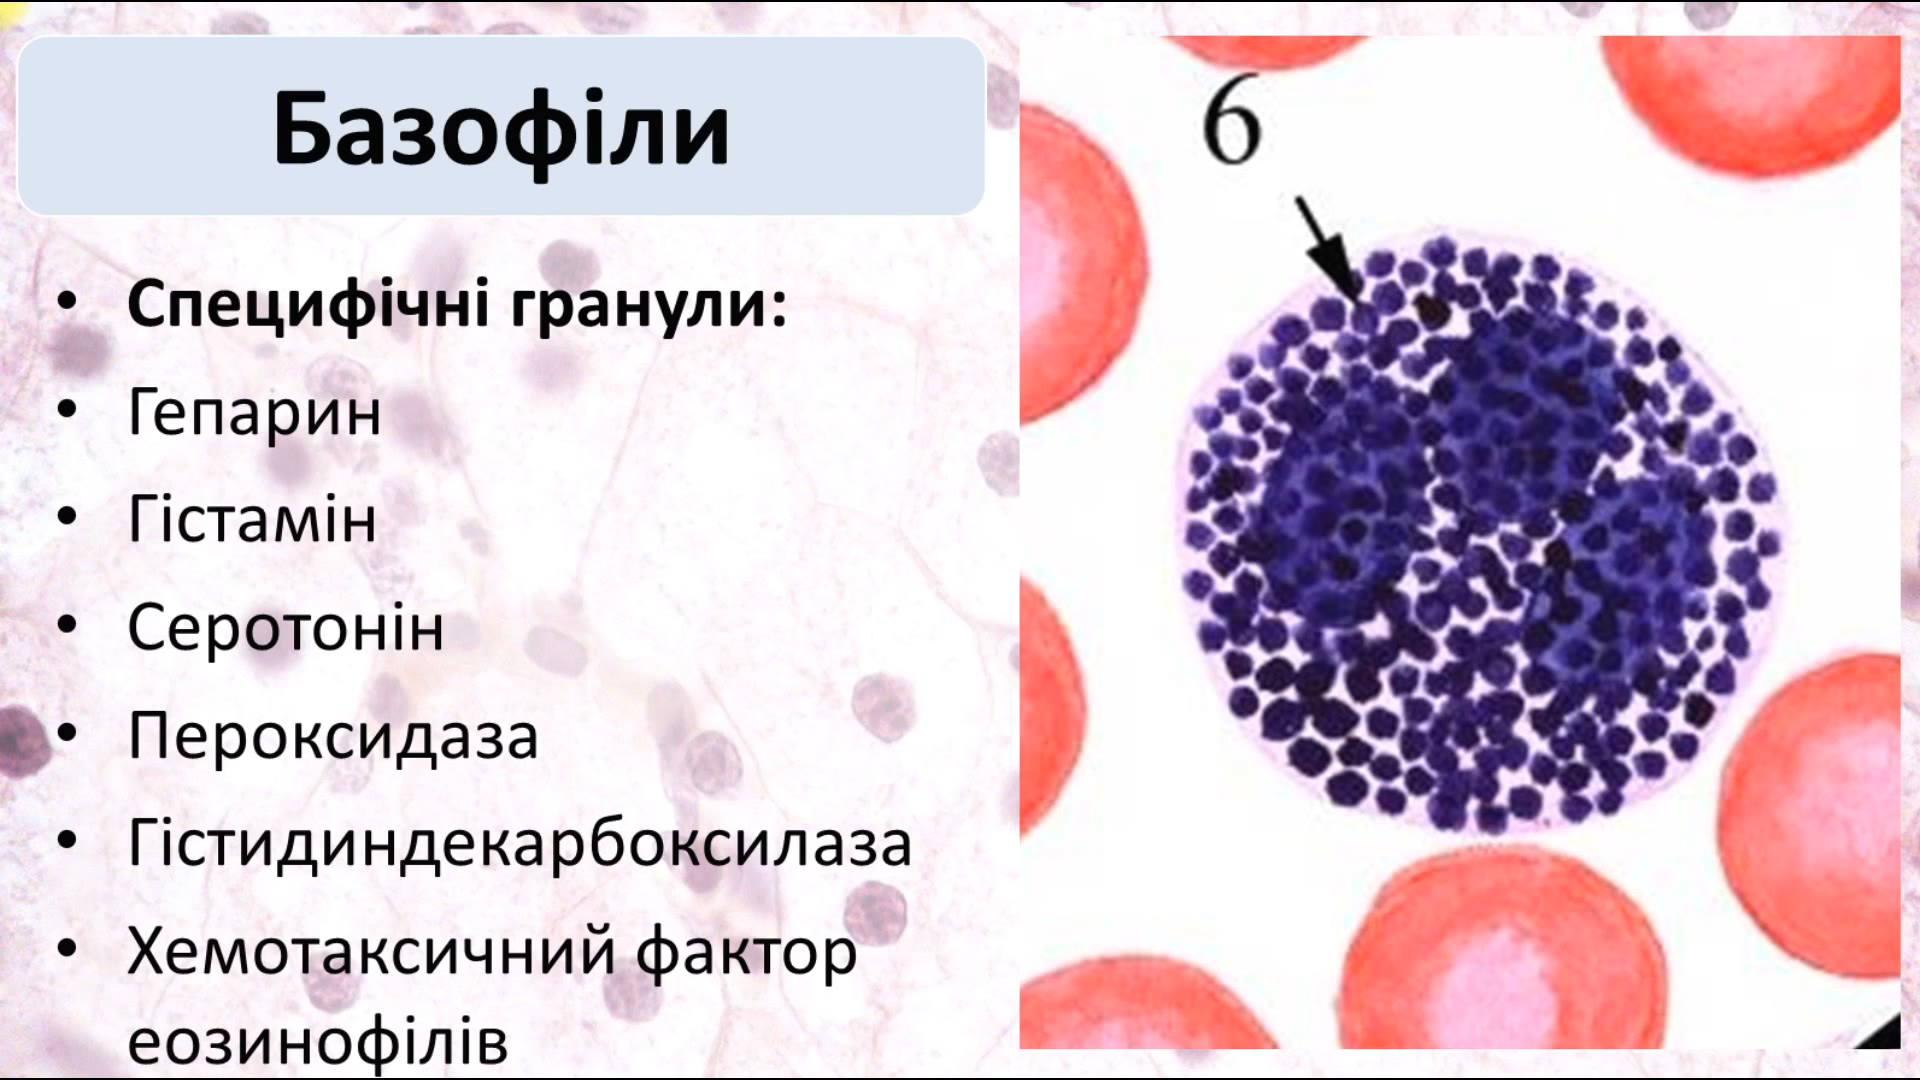 Базофіли
6
• Специфічні гранули:
• Гепарин
• Гістамін
• Серотонін
• Пероксидаза
• Гістидиндекарбоксилаза
• Хемотаксичний фактор
еозинофілів